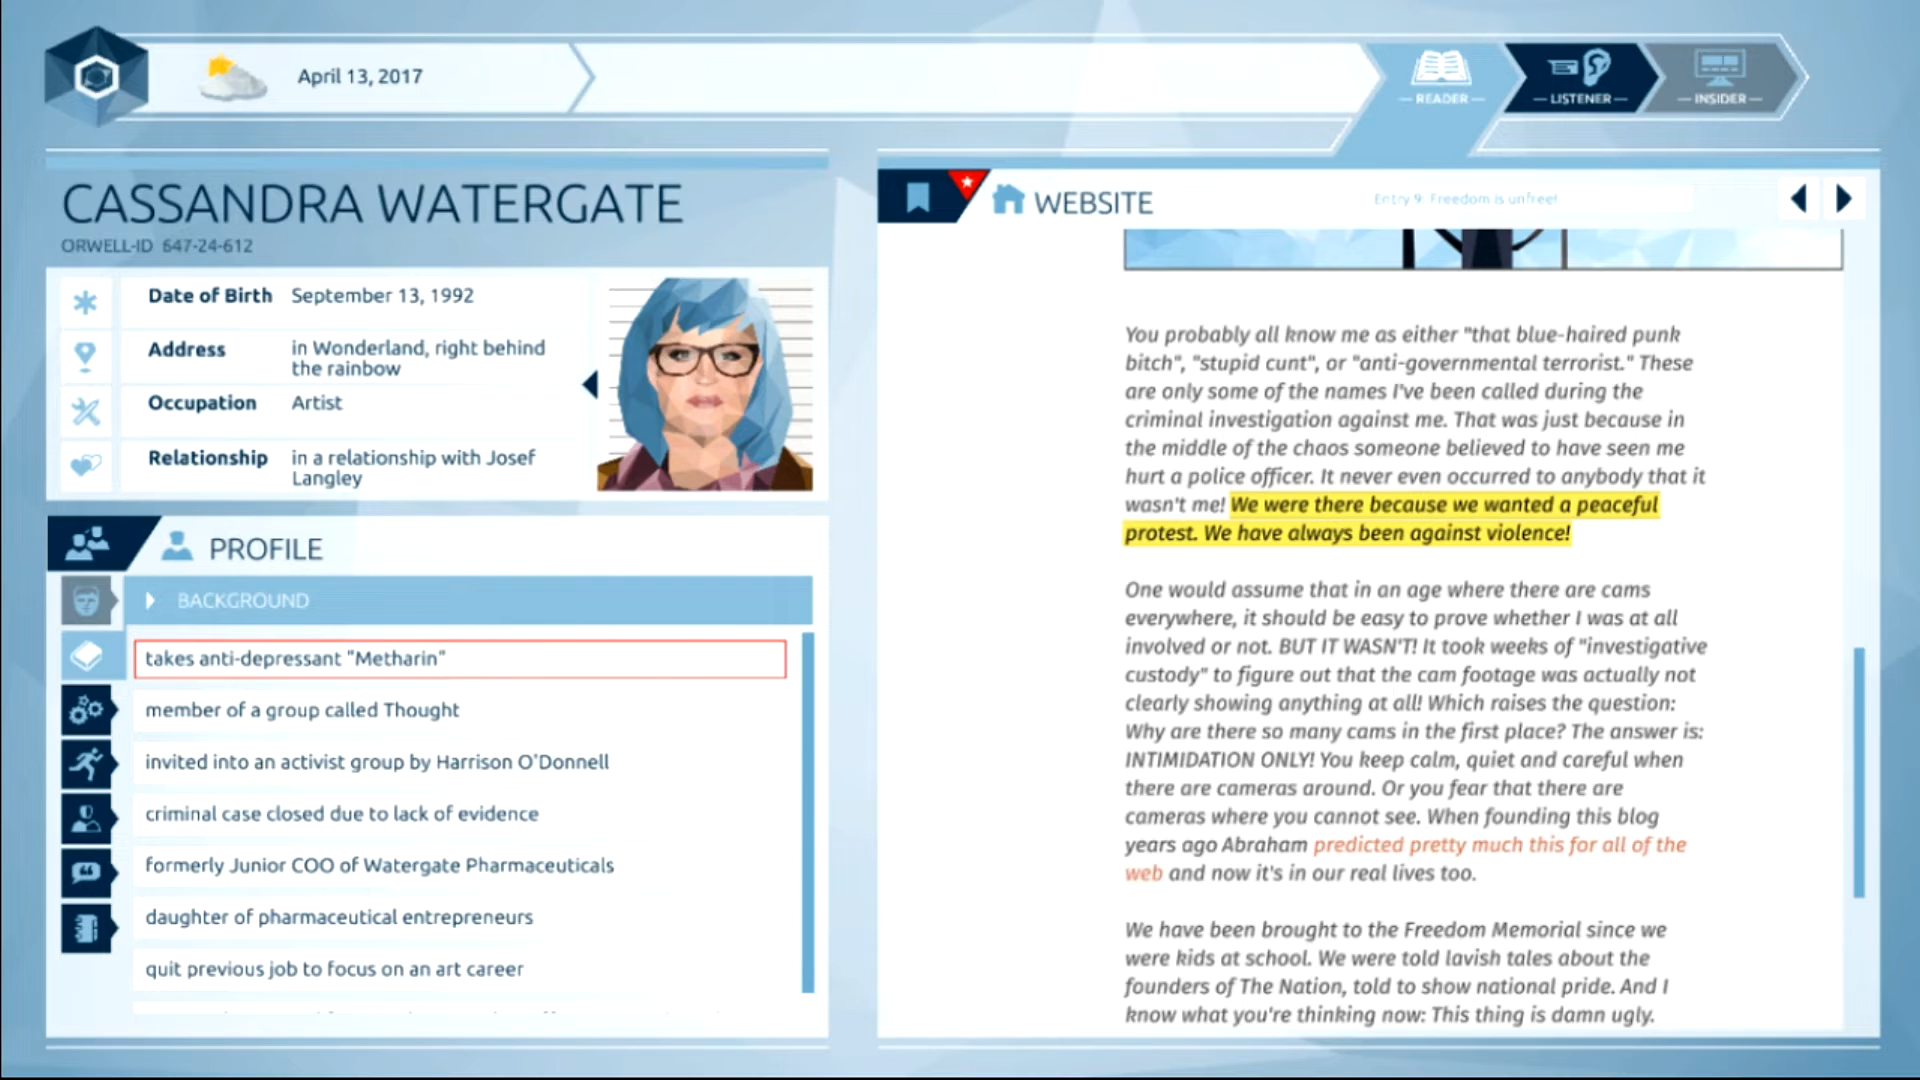 April 13, 2017
READER
LISTENER
INSIDER
CASSANDRA WATERGATE
ORWELL-ID 647-24-612
Date of Birth September 13, 1992
Address in Wonderland, right behind
the rainbow
Occupation Artist
Relationship in a relationship with Josef
Langley
PROFILE
BACKGROUND
takes anti-depressant "Metharin"
member of a group called Thought
invited into an activist group by Harrison O'Donnell
criminal case closed due to lack of evidence
formerly Junior COO of Watergate Pharmaceuticals
daughter of pharmaceutical entrepreneurs
quit previous job to focus on an art career
WEBSITE
Entry 9: Freedom is unfree!
You probably all know me as either "that blue-haired punk
bitch", "stupid cunt", or "anti-governmental terrorist." These
are only some of the names I've been called during the
criminal investigation against me. That was just because in
the middle of the chaos someone believed to have seen me
hurt a police officer. It never even occurred to anybody that it
wasn't me! We were there because we wanted a peaceful
protest. We have always been against violence!
One would assume that in an age where there are cams
everywhere, it should be easy to prove whether I was at all
involved or not. BUT IT WASN'T! It took weeks of "investigative
custody" to figure out that the cam footage was actually not
clearly showing anything at all! Which raises the question:
Why are there so many cams in the first place? The answer is:
INTIMIDATION ONLY! You keep calm, quiet and careful when
there are cameras around. Or you fear that there are
cameras where you cannot see. When founding this blog
years ago Abraham predicted pretty much this for all of the
web and now it's in our real lives too.
We have been brought to the Freedom Memorial since we
were kids at school. We were told lavish tales about the
founders of The Nation, told to show national pride. And I
know what you're thinking now: This thing is damn ugly.